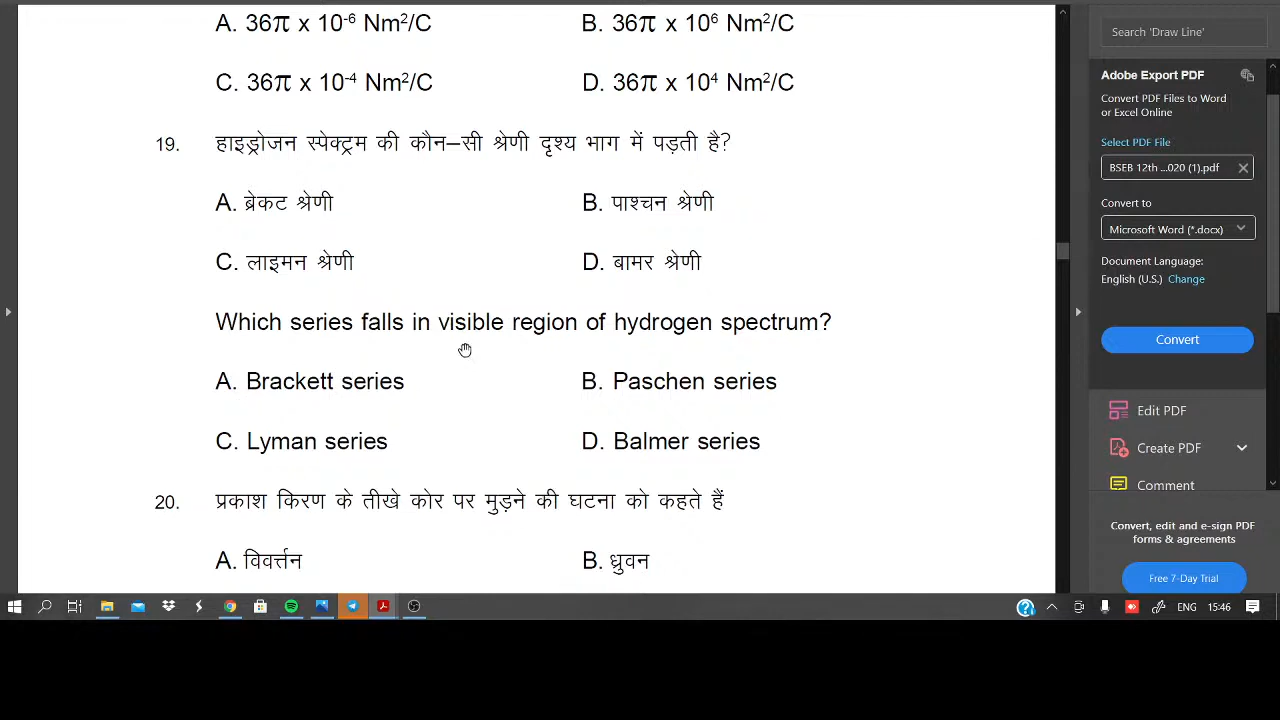 A. 36π x 10-6 Nm2/C B. 36π x 106 Nm2/C
C. 36π x 10-4 Nm2/C D. 36π x 104 Nm2/C
19. हाइड्रोजन स्पेक्ट्रम की कौन–सी श्रेणी दृश्य भाग में पड़ती है?
A. ब्रेकट श्रेणी B. पाश्चन श्रेणी
C. लाइमन श्रेणी D. बामर श्रेणी
Which series falls in visible region of hydrogen spectrum?
A. Brackett series B. Paschen series
C. Lyman series D. Balmer series
20. प्रकाश किरण के तीखे कोर पर मुड़ने की घटना को कहते हैं
A. विवर्त्तन B. ध्रुवन
Search 'Draw Line'
Adobe Export PDF
Convert PDF Files to Word
or Excel Online
Select PDF File
BSEB 12th ...020 (1).pdf
Convert to
Microsoft Word (*.docx)
Document Language:
English (U.S.) Change
Convert
Edit PDF
Create PDF
Comment
Convert, edit and e-sign PDF
forms & agreements
Free 7-Day Trial
ENG 15:46